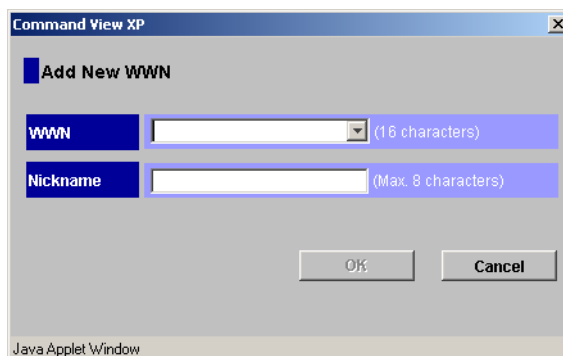 Command View XP
Add New WWN
WWN (16 characters)
Nickname (Max. 8 characters)
OK Cancel
Java Applet Window